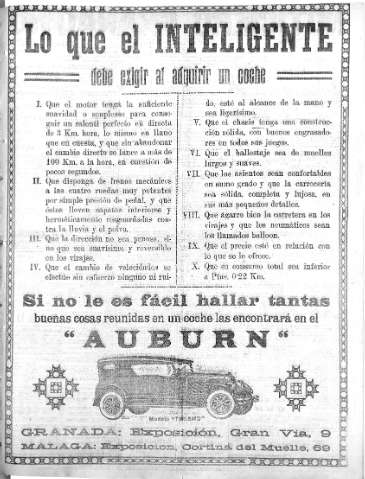 Lo que el INTELIGENTE
debe exigir al adquirir un coche
I. Que el motor tenga la suficiente
suavidad o souplesse para conse-
guir un ralentí perfecto en directa
de 3 Km. hora, lo mismo en llano
que en cuesta, y que sin abandonar
el cambio directo se lance a más de
100 Km. a la hora, en cuestión de
pocos segundos.
II. Que disponga de frenos mecánicos
a las cuatro ruedas muy potentes
por simple presión de pedal, y que
éstos lleven zapatas interiores y
herméticamente resguardadas con-
tra la lluvia y el polvo.
III. Que la dirección no sea penosa, si-
no que sea suavísima y reversible
en los virajes.
IV. Que el cambio de velocidades se
efectúe sin esfuerzo ninguno ni rui-
do, esté al alcance de la mano y
sea ligerísimo.
V. Que el chasis tenga una construc-
ción sólida, con buenos engrasado-
res en todas sus juegos.
VI. Que el ballestaje sea de muelles
largos y suaves.
VII. Que los asientos sean confortables
en sumo grado y que la carrocería
sea sólida, completa y lujosa, en
sus más pequeños detalles.
VIII. Que agarre bien la carretera en los
virajes y que los neumáticos sean
los llamados balloon.
IX. Que el precio esté en relación con
lo que se le ofrece.
X. Que su consumo total sea inferior
a Ptas. 0'22 Km.
Si no le es fácil hallar tantas
buenas cosas reunidas en un coche las encontrará en el
"AUBURN"
Modelo
GRANADA: Exposición, Gran Vía, 9
MALAGA: Exposición, Cortina del Muelle, 69